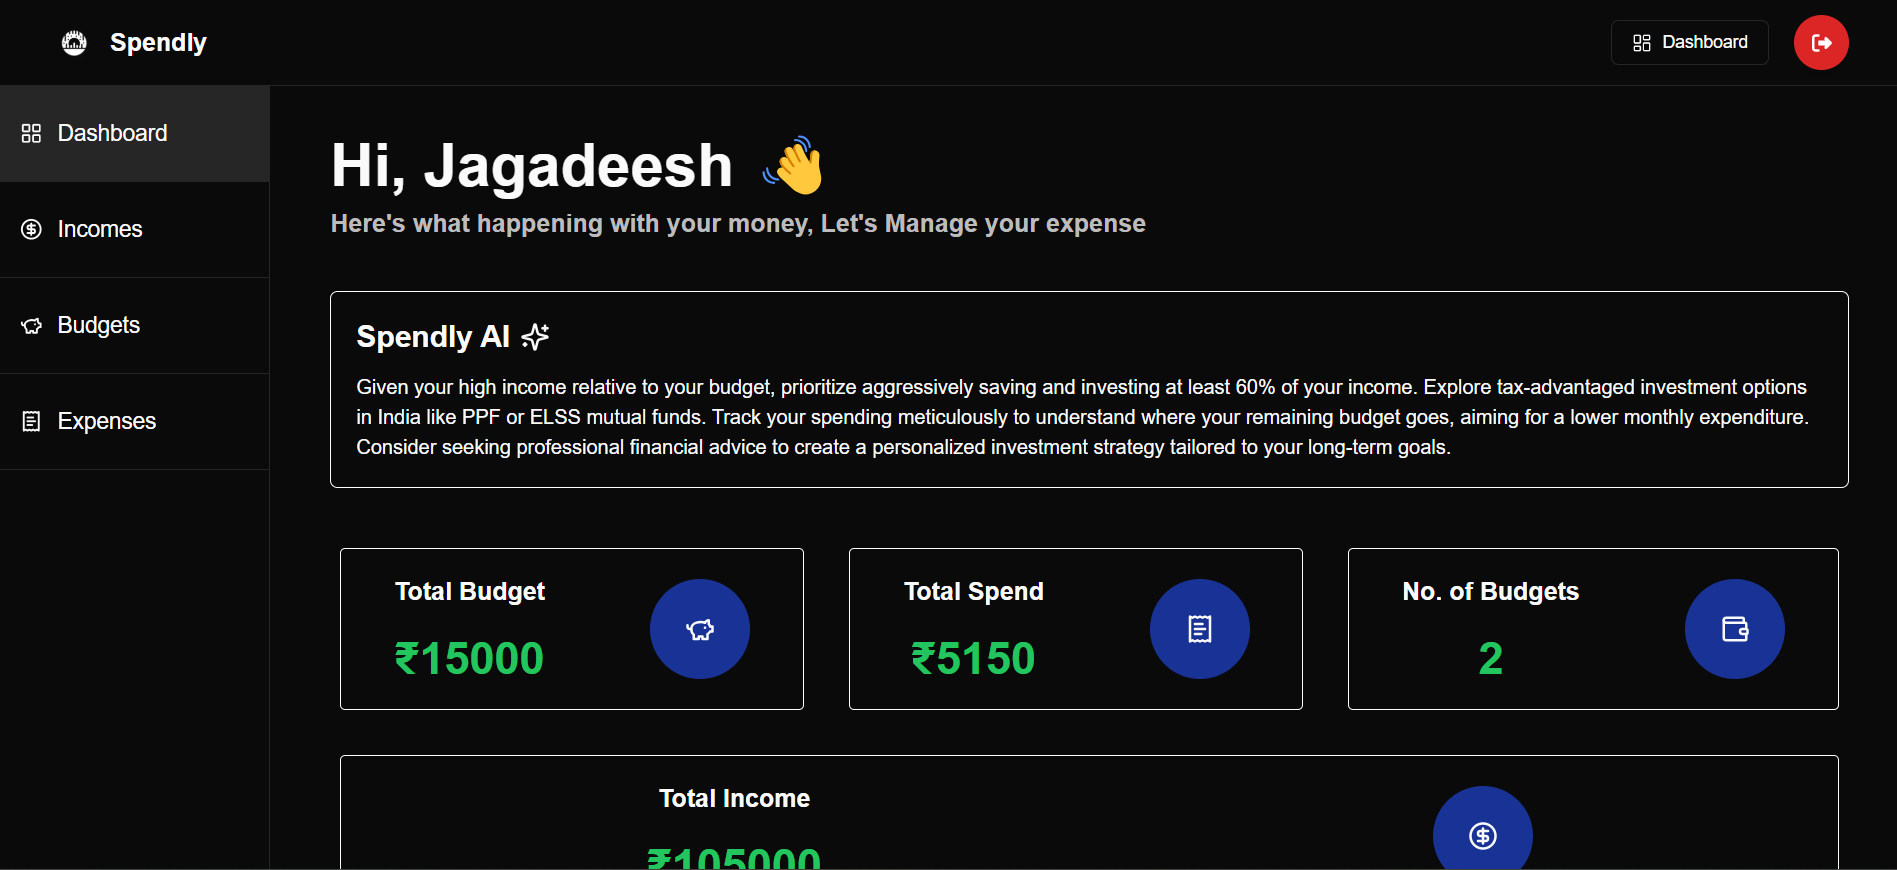 Spendly
Dashboard
Dashboard
Incomes
Budgets
Expenses
Hi, Jagadeesh
Here's what happening with your money, Let's Manage your expense
Spendly AI
Given your high income relative to your budget, prioritize aggressively saving and investing at least 60% of your income. Explore tax-advantaged investment options
in India like PPF or ELSS mutual funds. Track your spending meticulously to understand where your remaining budget goes, aiming for a lower monthly expenditure.
Consider seeking professional financial advice to create a personalized investment strategy tailored to your long-term goals.
Total Budget
₹15000
Total Spend
₹5150
No. of Budgets
2
Total Income
₹105000